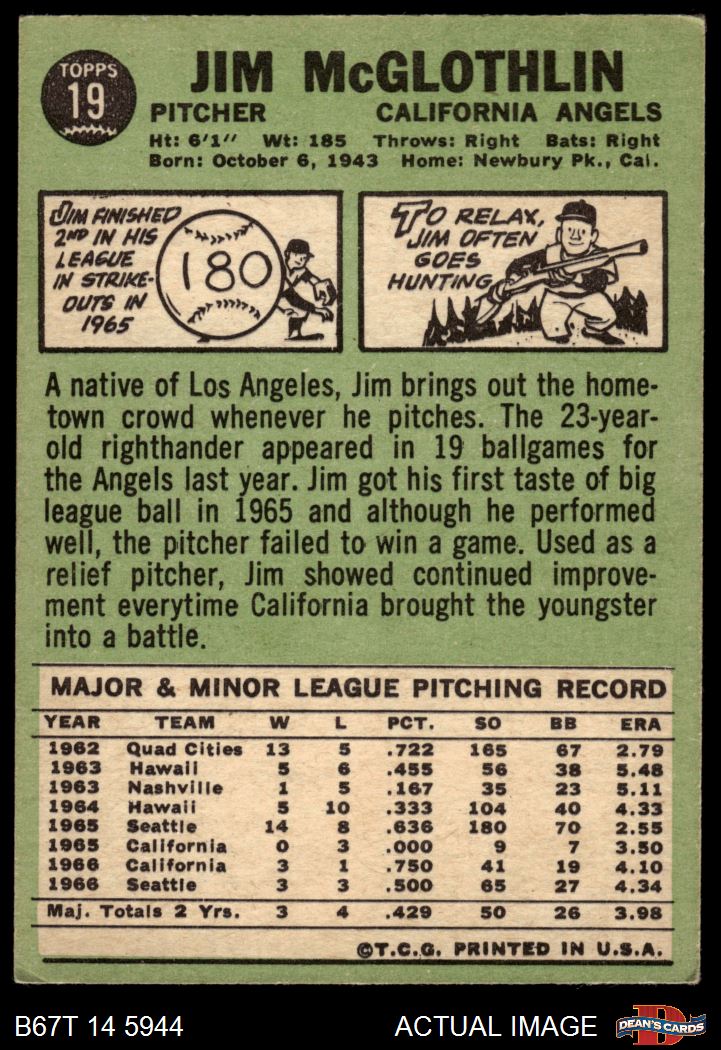 TOPPS
19
JIM McGLOTHLIN
PITCHER CALIFORNIA ANGELS
Ht: 6'1" Wt: 185 Throws: Right Bats: Right
Born: October 6, 1943 Home: Newbury Pk., Cal.
JIM FINISHED
2ND IN HIS
LEAGUE
IN STRIKE-
OUTS IN
1965
180
TO RELAX,
JIM OFTEN
GOES
HUNTING
A native of Los Angeles, Jim brings out the home-
town crowd whenever he pitches. The 23-year-
old righthander appeared in 19 ballgames for
the Angels last year. Jim got his first taste of big
league ball in 1965 and although he performed
well, the pitcher failed to win a game. Used as a
relief pitcher, Jim showed continued improve-
ment everytime California brought the youngster
into a battle.
MAJOR & MINOR LEAGUE PITCHING RECORD
YEAR TEAM W L PCT. SO BB ERA
1962 Quad Cities 13 5 .722 165 67 2.79
1963 Hawaii 5 6 .455 56 38 5.48
1963 Nashville 1 5 .167 35 23 5.11
1964 Hawaii 5 10 .333 104 40 4.33
1965 Seattle 14 8 .636 180 70 2.55
1965 California 0 3 .000 9 7 3.50
1966 California 3 1 .750 41 19 4.10
1966 Seattle 3 3 .500 65 27 4.34
Maj. Totals 2 Yrs. 3 4 .429 50 26 3.98
©T.C.G. PRINTED IN U.S.A.
B67T 14 5944 ACTUAL IMAGE
D
DEAN'S CARDS